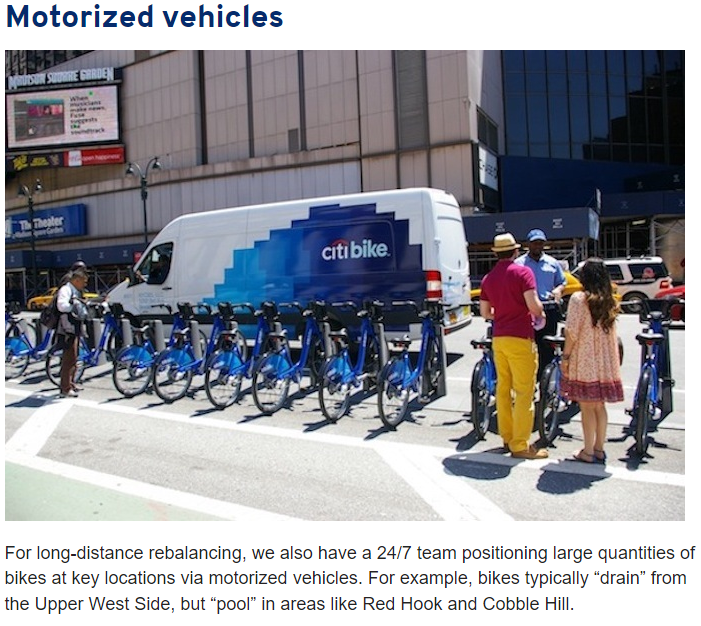 Motorized vehicles
MADISON SQUARE GARDEN
When
musicians
make news,
Fuse
suggests
the
soundtrack
open happiness
The Theater
citi bike
For long-distance rebalancing, we also have a 24/7 team positioning large quantities of
bikes at key locations via motorized vehicles. For example, bikes typically “drain” from
the Upper West Side, but “pool” in areas like Red Hook and Cobble Hill.